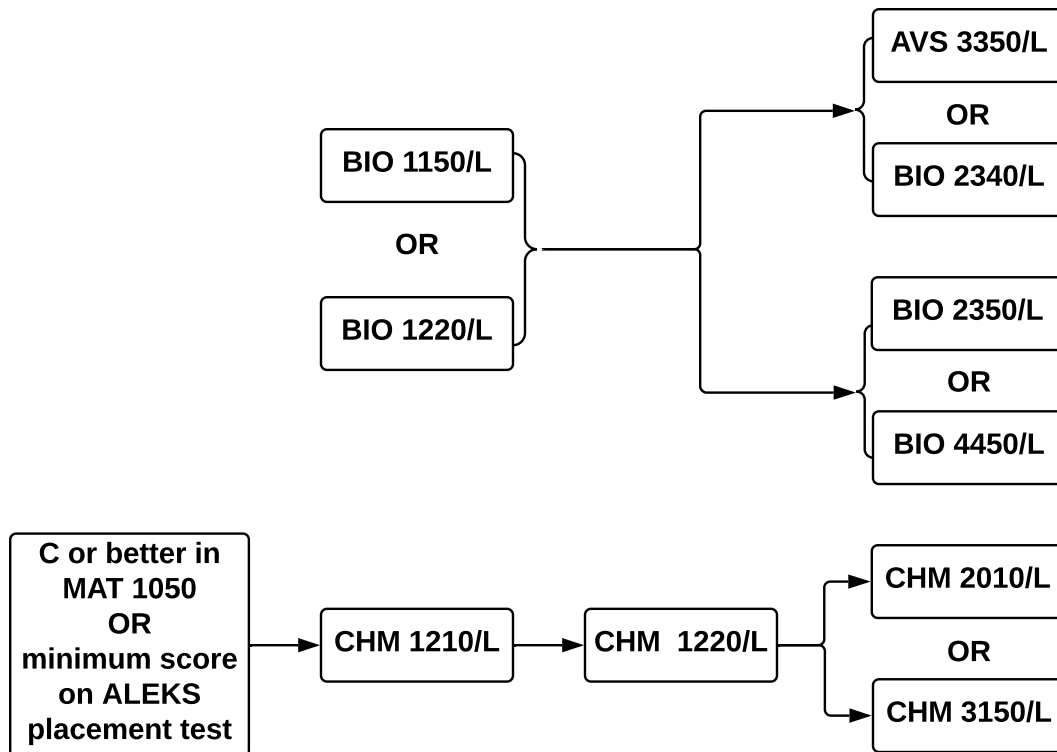 AVS 3350/L
OR
BIO 2340/L
BIO 1150/L
OR
BIO 1220/L
BIO 2350/L
OR
BIO 4450/L
C or better in
MAT 1050
OR
minimum score
on ALEKS
placement test
CHM 1210/L
CHM  1220/L
CHM 2010/L
OR
CHM 3150/L